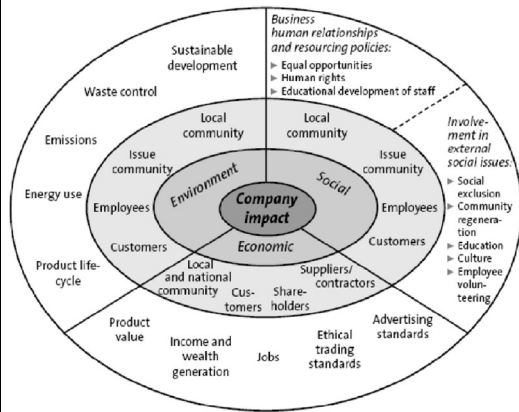 Business
human relationships
and resourcing policies:
► Equal opportunities
► Human rights
► Educational development of staff
Sustainable
development
Waste control
Emissions
Energy use
Product life-
cycle
Local
community
Issue
community
Employees
Customers
Local
community
Issue
community
Employees
Customers
Involve-
ment in
external
social issues:
► Social
exclusion
► Community
regenera-
tion
► Education
► Culture
► Employee
volun-
teering
Environment
Social
Company
impact
Economic
Local
and national
community
Cus-
tomers
Share-
holders
Suppliers/
contractors
Product
value
Income and
wealth
generation
Jobs
Ethical
trading
standards
Advertising
standards